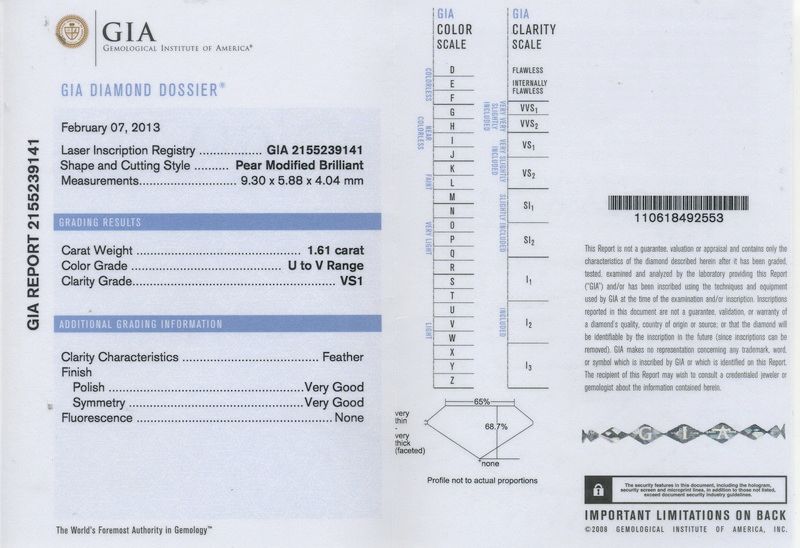 GIA
GEMOLOGICAL INSTITUTE OF AMERICA®
GIA DIAMOND DOSSIER®
February 07, 2013
Laser Inscription Registry ................ GIA 2155239141
Shape and Cutting Style .......... Pear Modified Brilliant
Measurements......................... 9.30 x 5.88 x 4.04 mm
GRADING RESULTS
Carat Weight ............................................. 1.61 carat
Color Grade ........................................ U to V Range
Clarity Grade..................................................... VS1
ADDITIONAL GRADING INFORMATION
Clarity Characteristics .................................... Feather
Finish
Polish .................................................... Very Good
Symmetry .............................................. Very Good
Fluorescence ..................................................... None
The World's Foremost Authority in Gemology™
GIA REPORT 2155239141
GIA
COLOR
SCALE
COLORLESS
D
E
F
NEAR COLORLESS
G
H
I
J
FAINT
K
L
M
VERY LIGHT
N
O
P
Q
R
LIGHT
S
T
U
V
W
X
Y
Z
GIA
CLARITY
SCALE
FLAWLESS
INTERNALLY
FLAWLESS
VERY VERY SLIGHTLY INCLUDED
VVS1
VVS2
VERY SLIGHTLY INCLUDED
VS1
VS2
SLIGHTLY INCLUDED
SI1
SI2
INCLUDED
I1
I2
I3
65%
68.7%
very
thin
-
very
thick
(faceted)
none
Profile not to actual proportions
110618492553
This Report is not a guarantee, valuation or appraisal and contains only the
characteristics of the diamond described herein after it has been graded,
tested, examined and analyzed by the laboratory providing this Report
("GIA") and/or has been inscribed using the techniques and equipment
used by GIA at the time of the examination and/or inscription. Inscriptions
reported in this document are not a guarantee, validation, or warranty of
a diamond's quality, country of origin or source; or that the diamond will
be identifiable by the inscription in the future (since inscriptions can be
removed). GIA makes no representation concerning any trademark, word,
or symbol which is inscribed by GIA or which is identified on this Report.
The recipient of this Report may wish to consult a credentialed jeweler or
gemologist about the information contained herein.
GIA
The security features in this document, including the hologram,
security screen and microprint lines, in addition to those not listed,
exceed document security industry guidelines.
IMPORTANT LIMITATIONS ON BACK
©2008 GEMOLOGICAL INSTITUTE OF AMERICA, INC.